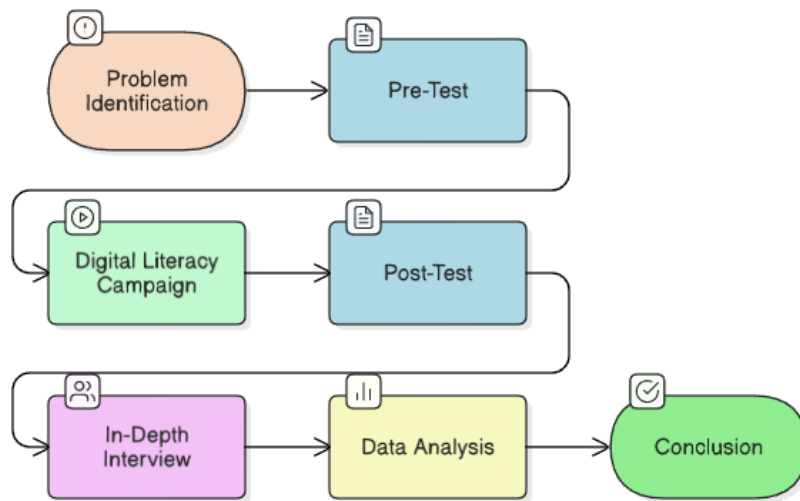 Problem
Identification
Pre-Test
Digital Literacy
Campaign
Post-Test
In-Depth
Interview
Data Analysis
Conclusion